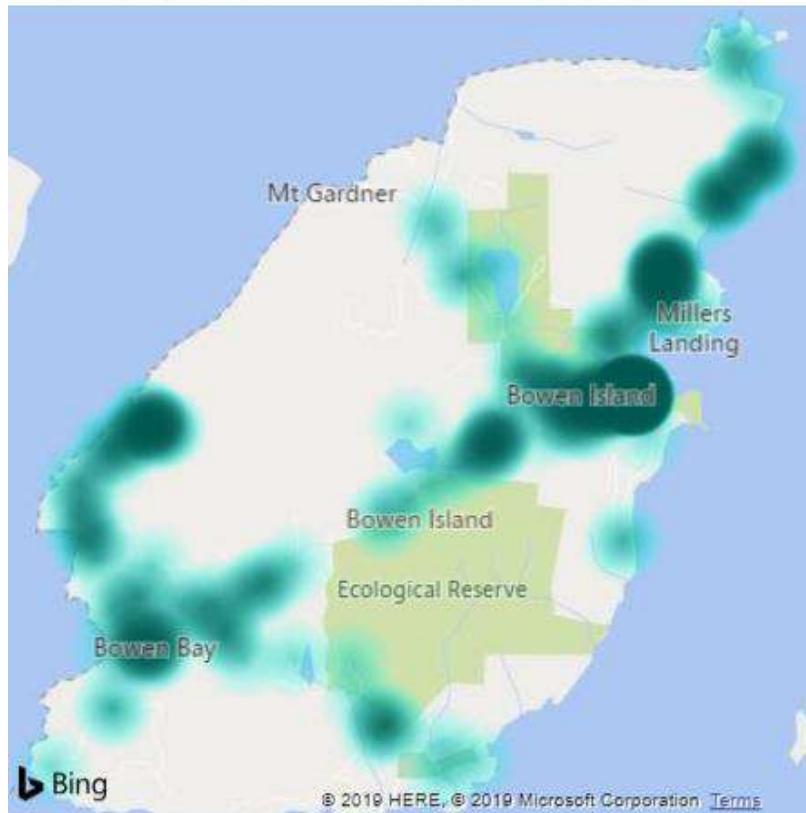 Mt Gardner
Millers
Landing
Bowen Island
Bowen Island
Ecological Reserve
Bowen Bay
Bing
© 2019 HERE, © 2019 Microsoft Corporation Terms